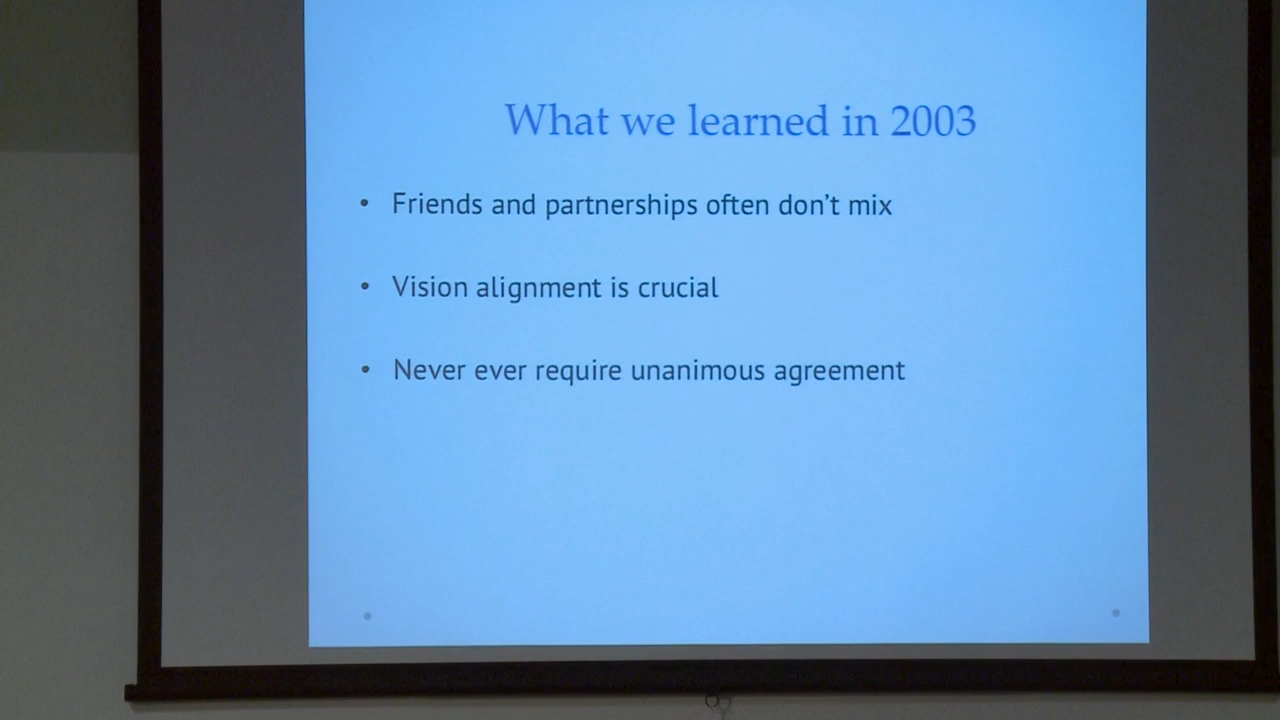 What we learned in 2003
• Friends and partnerships often don’t mix
• Vision alignment is crucial
• Never ever require unanimous agreement